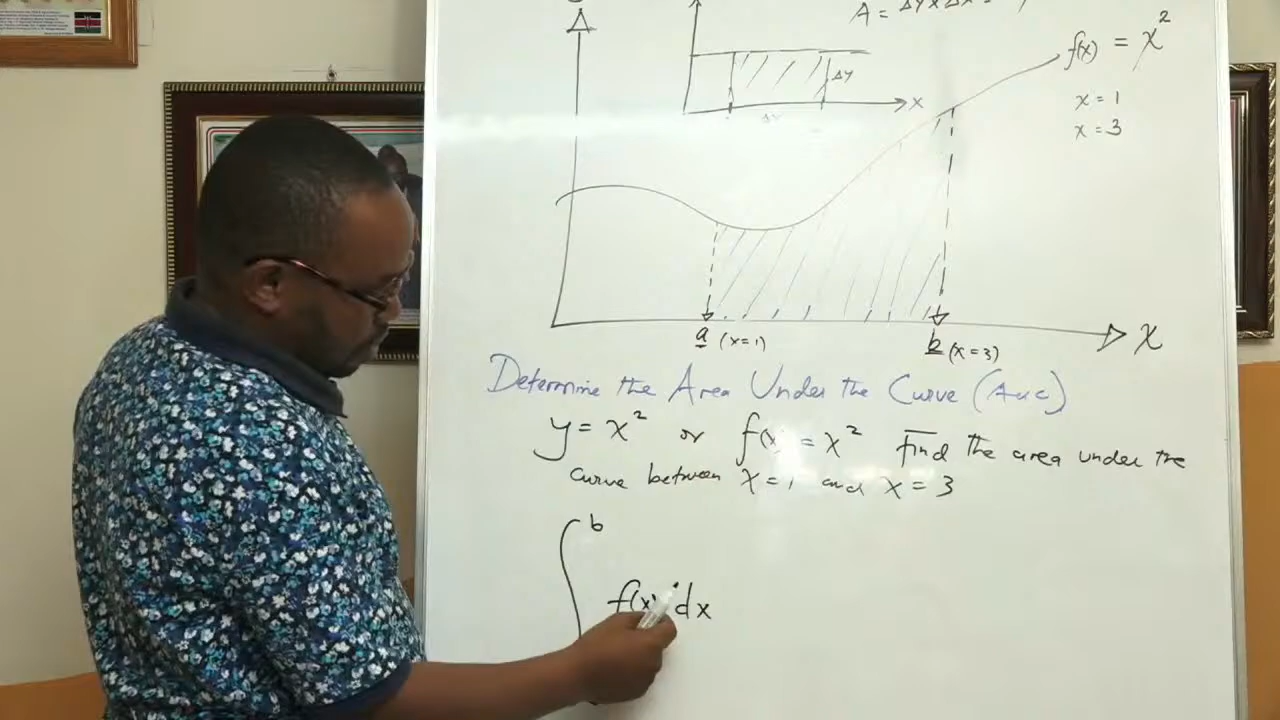 A = ΔY x Δx =
ΔY
x
f(x) = x²
x = 1
x = 3
a (x=1)
b (x=3)
X
Determine the Area Under the Curve (AUC)
y = x² or f(x) = x² Find the area under the
curve between x = 1 and x = 3
∫ b
f(x) dx